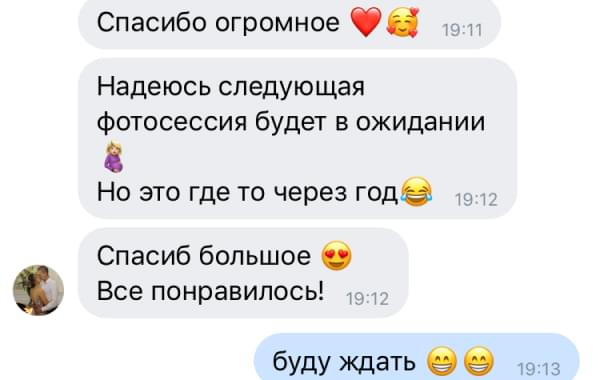 Спасибо огромное ❤️🥰 19:11
Надеюсь следующая
фотосессия будет в ожидании
🤰🏼
Но это где то через год😂 19:12
Спасиб большое 😍
Все понравилось! 19:12
буду ждать 😁😁 19:13